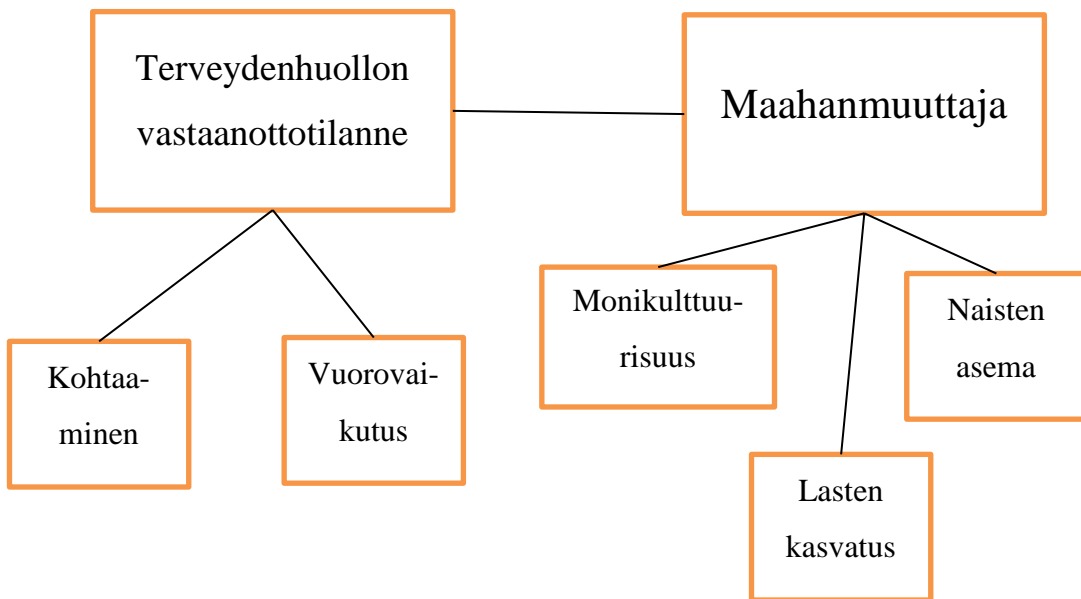 Terveydenhuollon
vastaanottotilanne
Maahanmuuttaja
Kohtaa-
minen
Vuorovai-
kutus
Monikulttuu-
risuus
Lasten
kasvatus
Naisten
asema